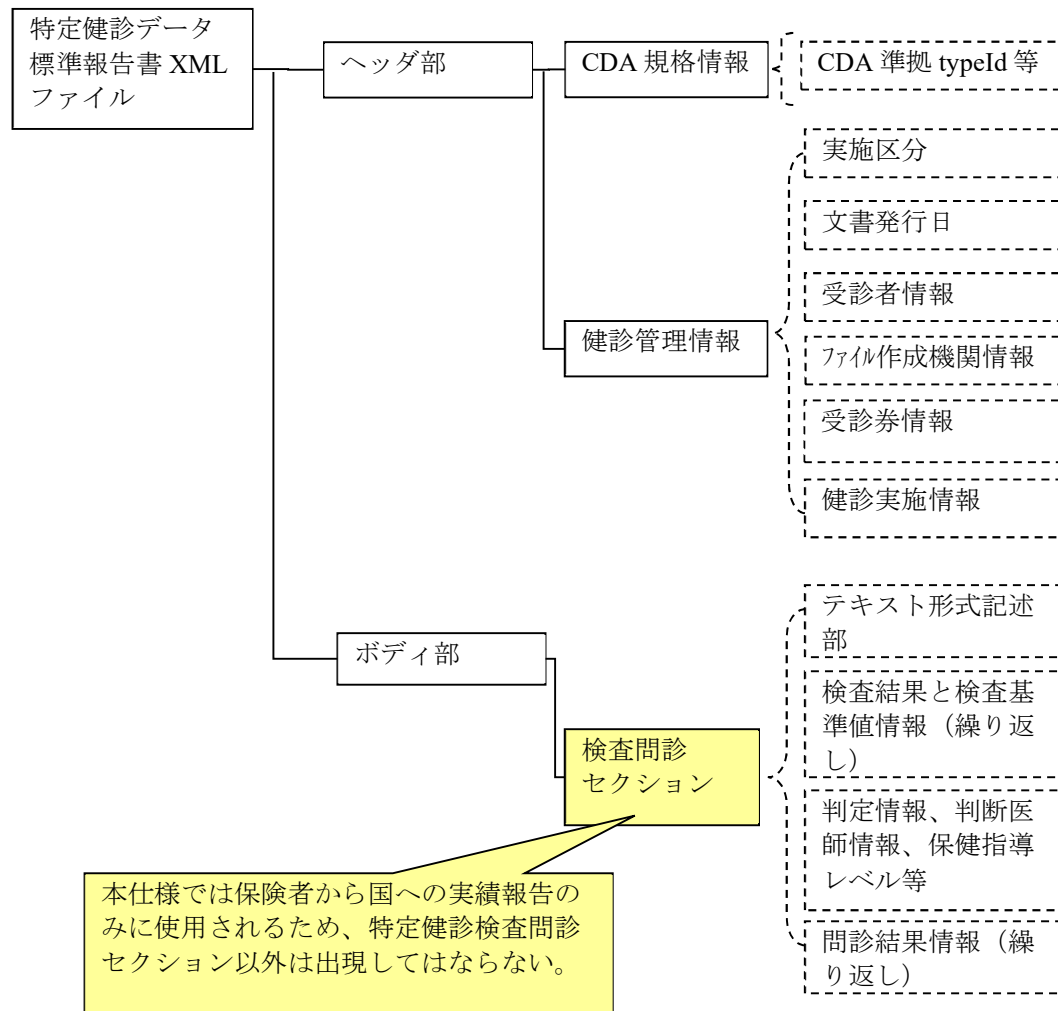 特定健診データ
標準報告書 XML
ファイル
ヘッダ部
CDA 規格情報
CDA 準拠 typeId 等
実施区分
文書発行日
受診者情報
健診管理情報
ﾌｧｲﾙ作成機関情報
受診券情報
健診実施情報
ボディ部
テキスト形式記述
部
検査問診
セクション
検査結果と検査基
準値情報（繰り返
し）
判定情報、判断医
師情報、保健指導
レベル等
問診結果情報（繰
り返し）
本仕様では保険者から国への実績報告の
みに使用されるため、特定健診検査問診
セクション以外は出現してはならない。